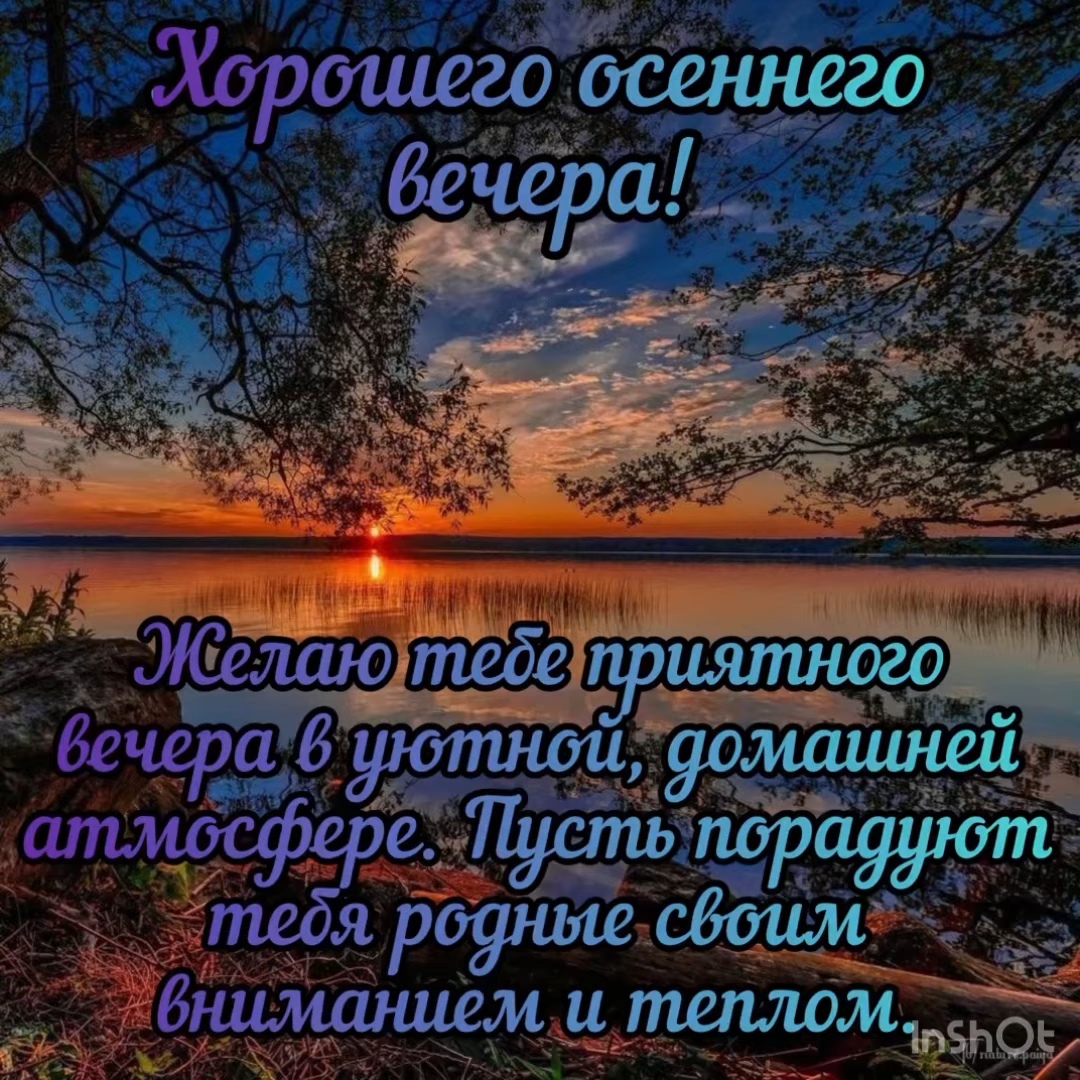 Хорошего осеннего
вечера!
Желаю тебе приятного
вечера в уютной, домашней
атмосфере. Пусть порадуют
тебя родные своим
вниманием и теплом.
InShOt